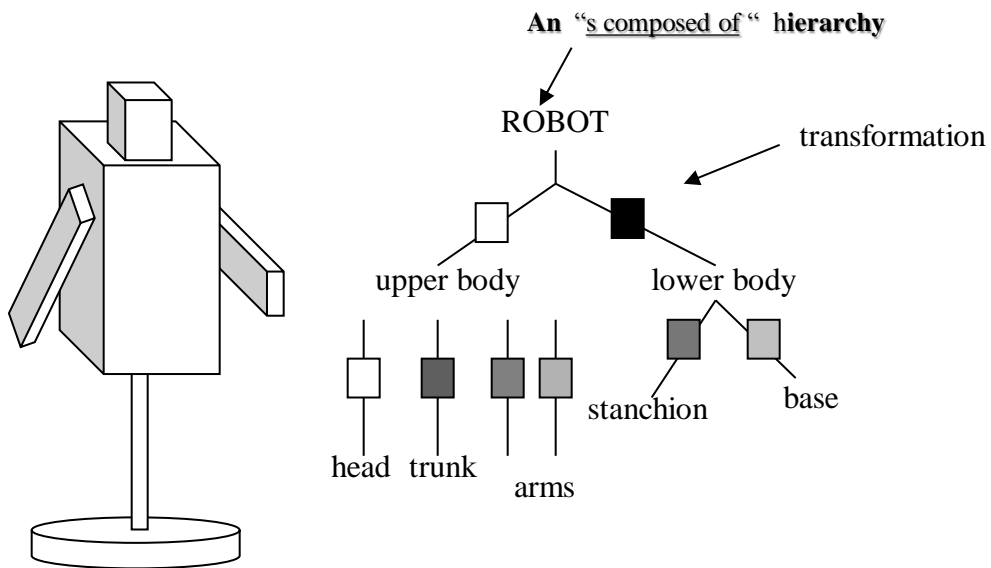 An “s composed of “ hierarchy
ROBOT
transformation
upper body
lower body
stanchion
base
head
trunk
arms